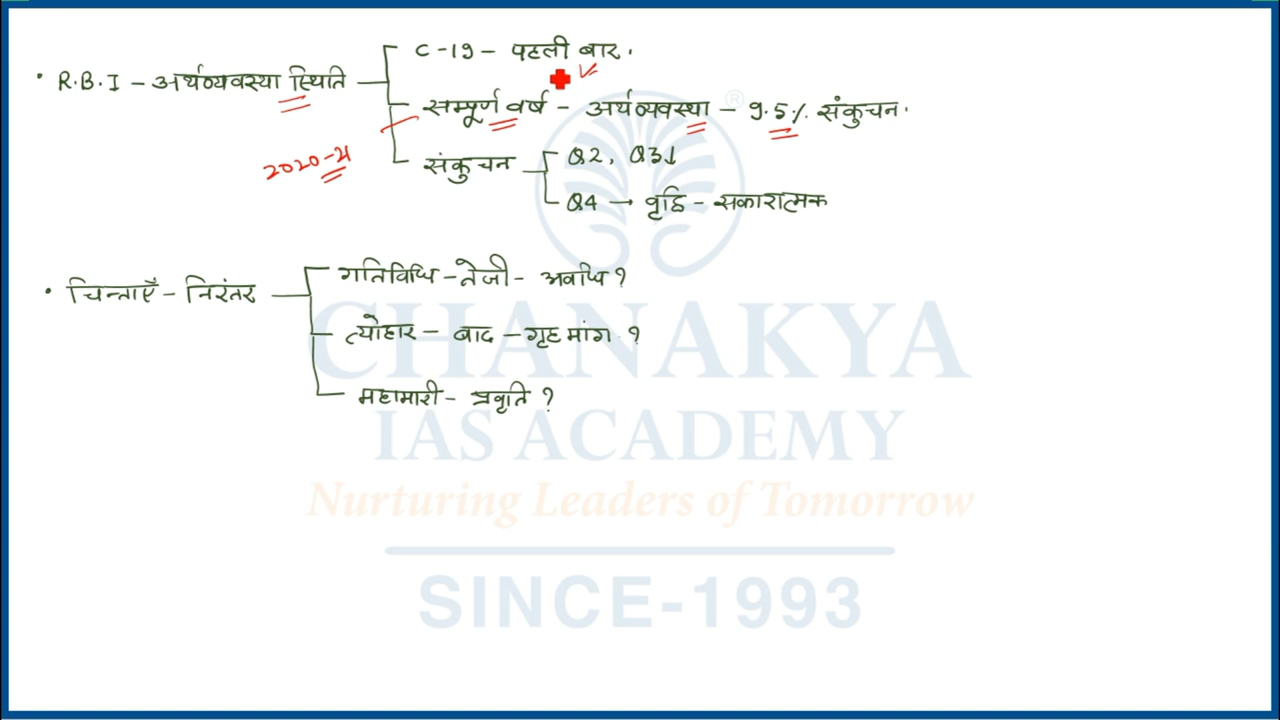 C-19 - पहली बार.
• R.B.I - अर्थव्यवस्था स्थिति
सम्पूर्ण वर्ष - अर्थव्यवस्था - 9.5% संकुचन.
2020-21
संकुचन
Q2, Q3↓
Q4 → वृद्धि - सकारात्मक
• चिन्ताएँ - निरंतर
गतिविधि - तेजी - अवधि ?
त्योहार - बाद - गृह मांग ?
महामारी - प्रवृति ?
®
CHANAKYA
IAS ACADEMY
Nurturing Leaders of Tomorrow
SINCE-1993